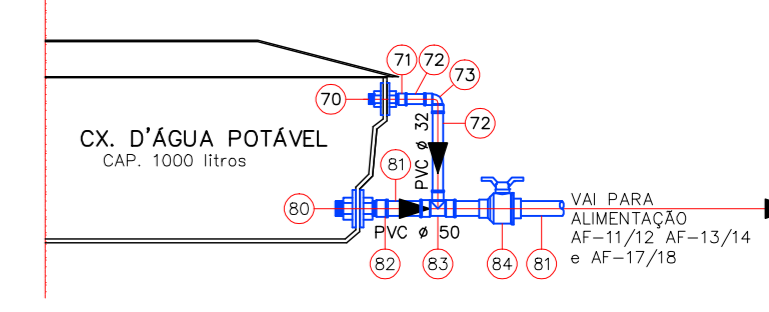 71
72
73
70
72
CX. D'ÁGUA POTÁVEL
CAP. 1000 litros
81
PVC ø 32
80
PVC ø 50
82
83
84
81
VAI PARA
ALIMENTAÇÃO
AF-11/12 AF-13/14
e AF-17/18